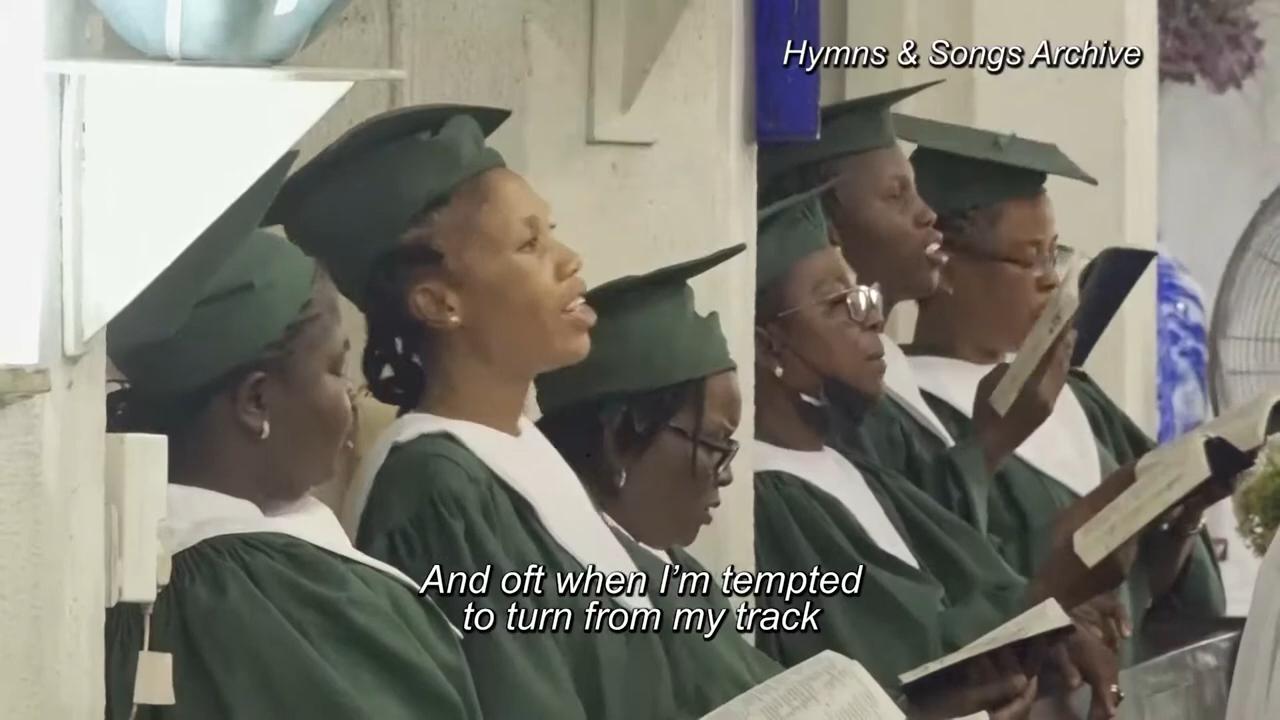 Hymns & Songs Archive
And oft when I'm tempted
to turn from my track